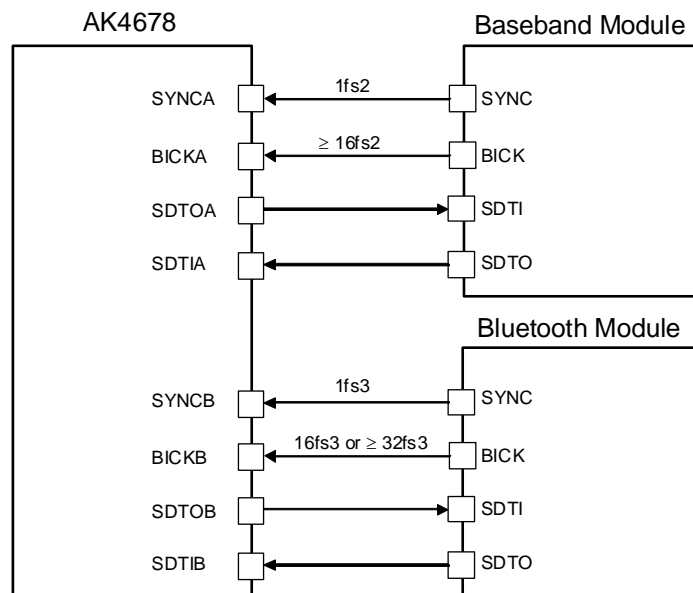 AK4678
Baseband Module
SYNCA
1fs2
SYNC
BICKA
≥ 16fs2
BICK
SDTOA
SDTI
SDTIA
SDTO
Bluetooth Module
SYNCB
1fs3
SYNC
BICKB
16fs3 or ≥ 32fs3
BICK
SDTOB
SDTI
SDTIB
SDTO